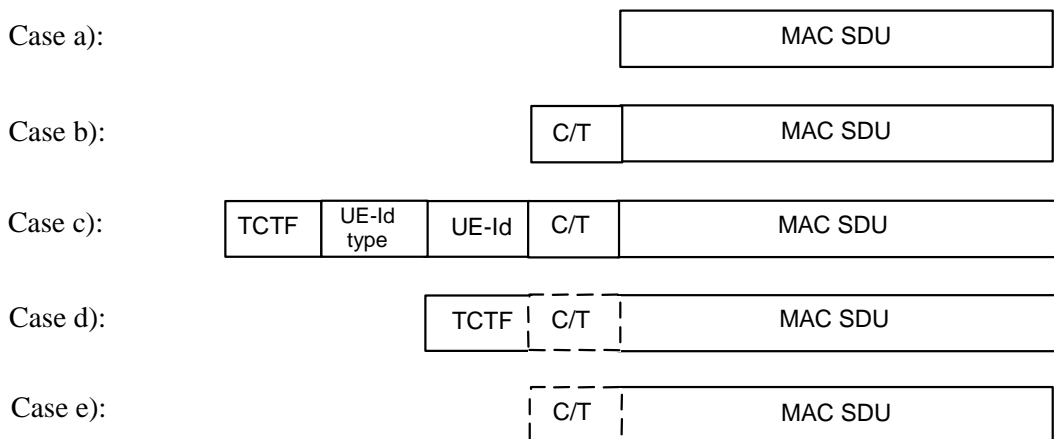 Case a): MAC SDU
Case b): C/T MAC SDU
Case c): TCTF UE-Id type UE-Id C/T MAC SDU
Case d): TCTF C/T MAC SDU
Case e): C/T MAC SDU